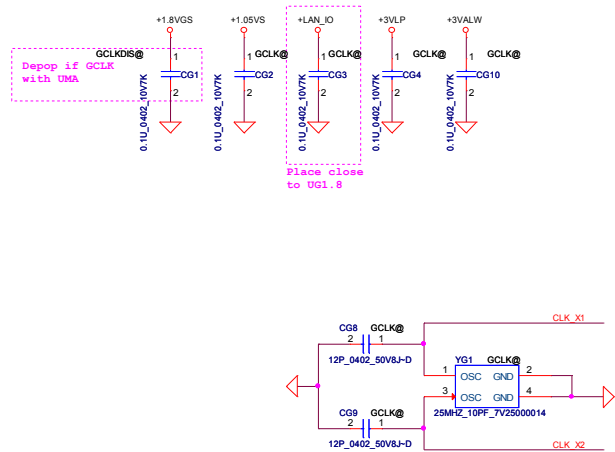 +1.8VGS
+1.05VS
+LAN_IO
+3VLP
+3VALW
GCLKDIS@
GCLK@
GCLK@
GCLK@
GCLK@
Depop if GCLK
with UMA
1
CG1
2
0.1U_0402_10V7K
1
CG2
2
0.1U_0402_10V7K
1
CG3
2
0.1U_0402_10V7K
1
CG4
2
0.1U_0402_10V7K
1
CG10
2
0.1U_0402_10V7K
Place close
to UG1.8
CLK_X1
CG8 GCLK@
2 1
12P_0402_50V8J~D
YG1 GCLK@
1 OSC GND 2
3 OSC GND 4
25MHZ_10PF_7V25000014
CG9 GCLK@
2 1
12P_0402_50V8J~D
CLK_X2